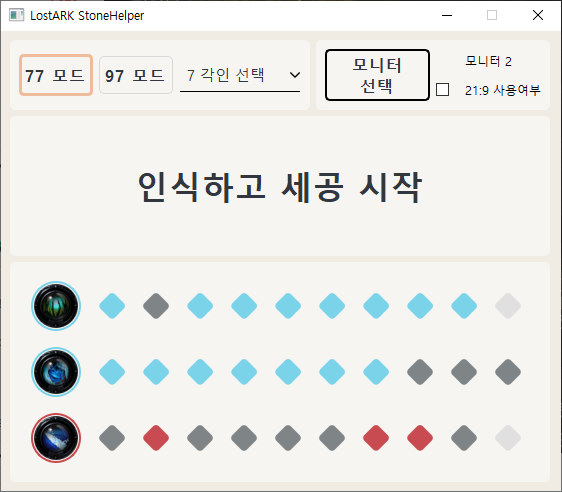 LostARK StoneHelper
77 모드
97 모드
7 각인 선택
모니터
선택
모니터 2
21:9 사용여부
인식하고 세공 시작